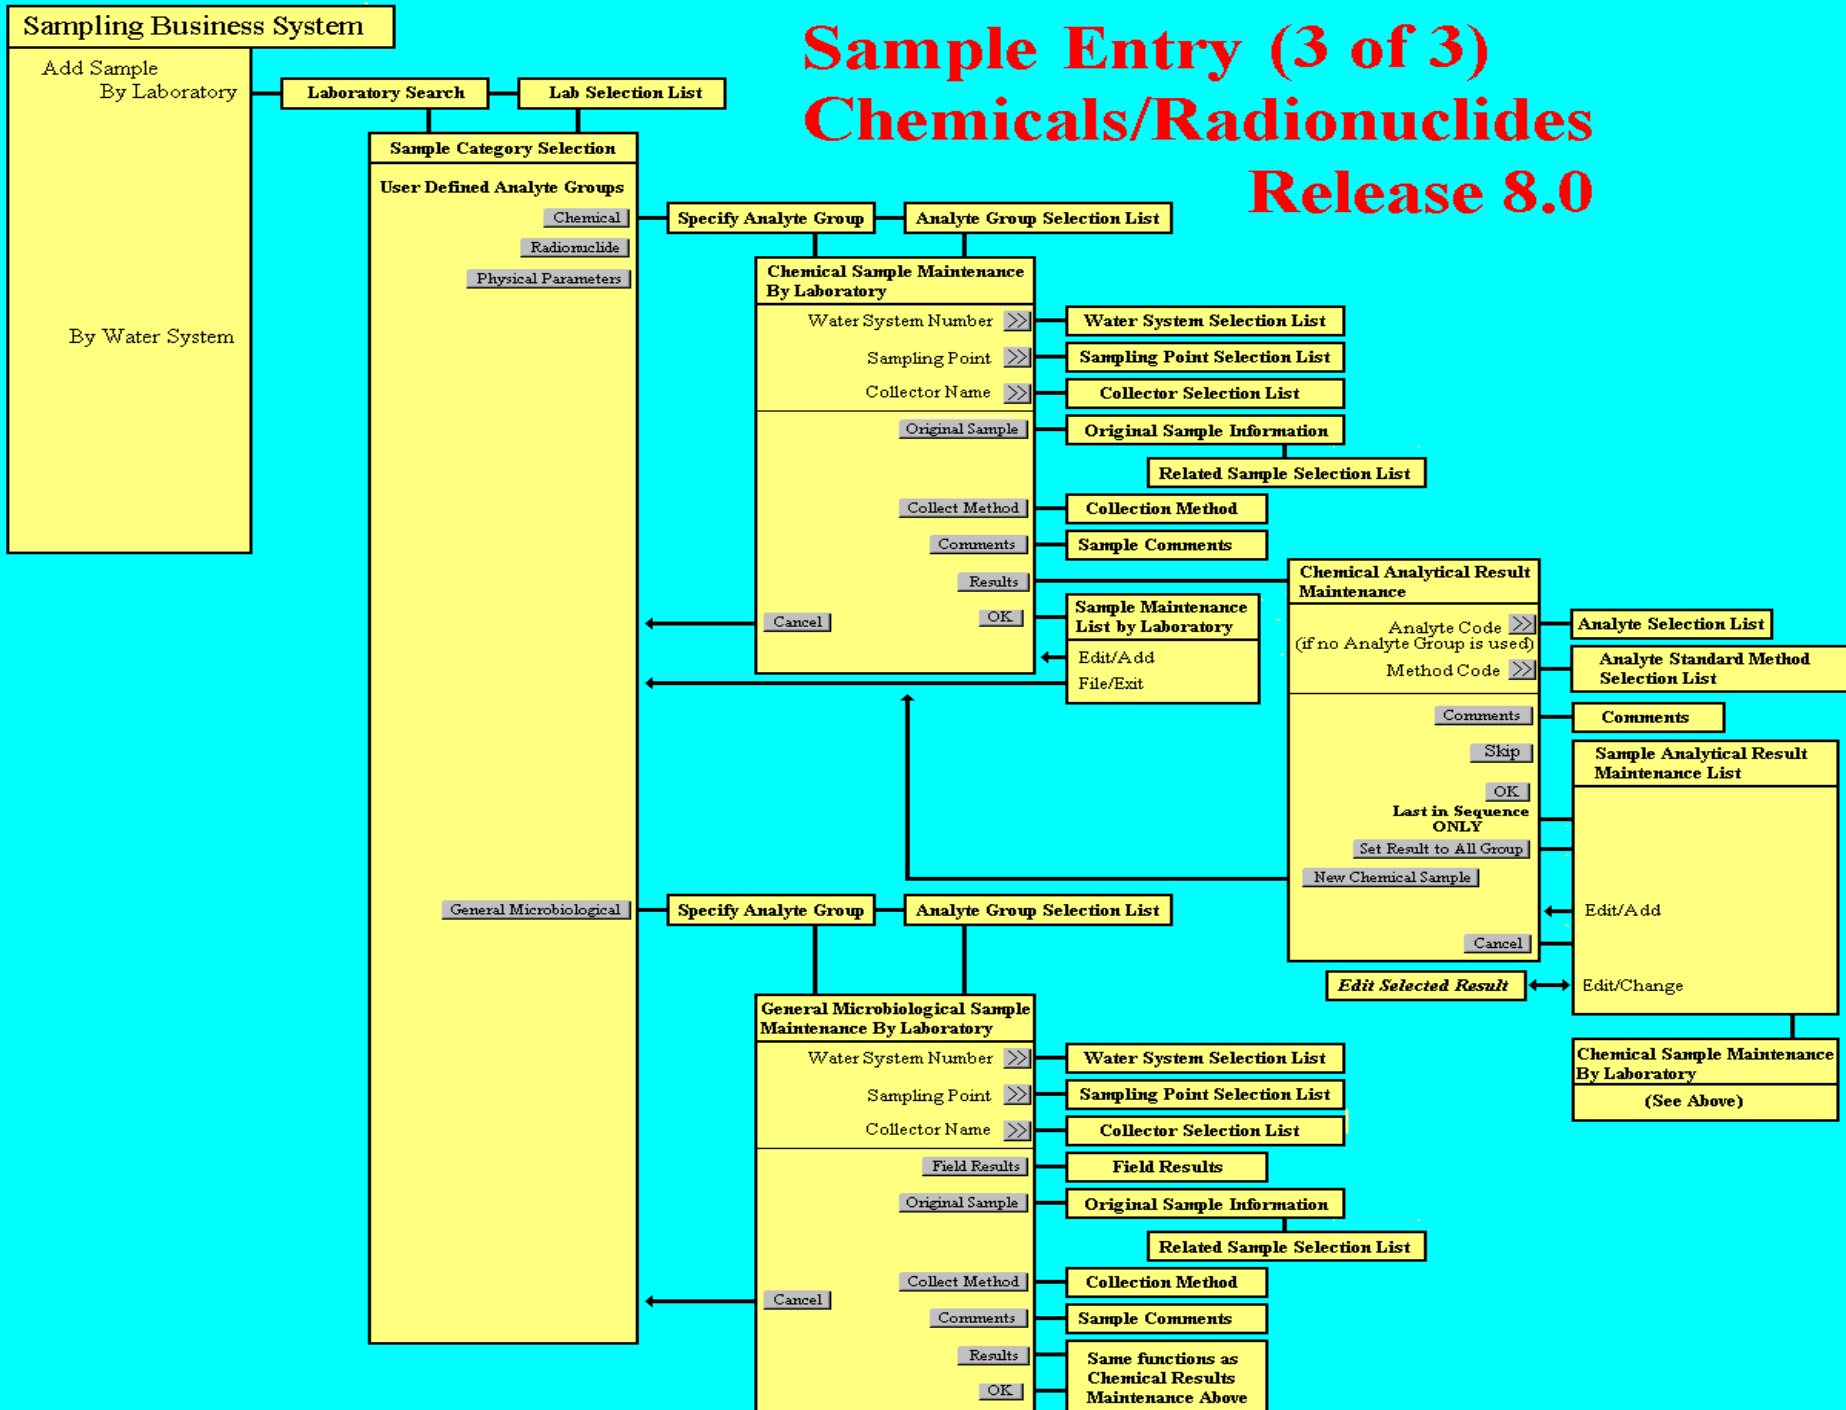 Sampling Business System
Add Sample
By Laboratory
By Water System
Sample Entry (3 of 3)
Chemicals/Radionuclides
Release 8.0
Laboratory Search
Lab Selection List
Sample Category Selection
User Defined Analyte Groups
Chemical
Radionuclide
Physical Parameters
General Microbiological
Specify Analyte Group
Analyte Group Selection List
Chemical Sample Maintenance
By Laboratory
Water System Number >>
Water System Selection List
Sampling Point >>
Sampling Point Selection List
Collector Name >>
Collector Selection List
Original Sample
Original Sample Information
Related Sample Selection List
Collect Method
Collection Method
Comments
Sample Comments
Results
OK
Cancel
Sample Maintenance
List by Laboratory
Edit/Add
File/Exit
Chemical Analytical Result
Maintenance
Analyte Code >>
(if no Analyte Group is used)
Method Code >>
Analyte Selection List
Analyte Standard Method
Selection List
Comments
Comments
Skip
OK
Last in Sequence
ONLY
Set Result to All Group
New Chemical Sample
Cancel
Sample Analytical Result
Maintenance List
Edit/Add
Edit/Change
Edit Selected Result
Chemical Sample Maintenance
By Laboratory
(See Above)
Specify Analyte Group
Analyte Group Selection List
General Microbiological Sample
Maintenance By Laboratory
Water System Number >>
Water System Selection List
Sampling Point >>
Sampling Point Selection List
Collector Name >>
Collector Selection List
Field Results
Field Results
Original Sample
Original Sample Information
Related Sample Selection List
Collect Method
Collection Method
Cancel
Comments
Sample Comments
Results
OK
Same functions as
Chemical Results
Maintenance Above